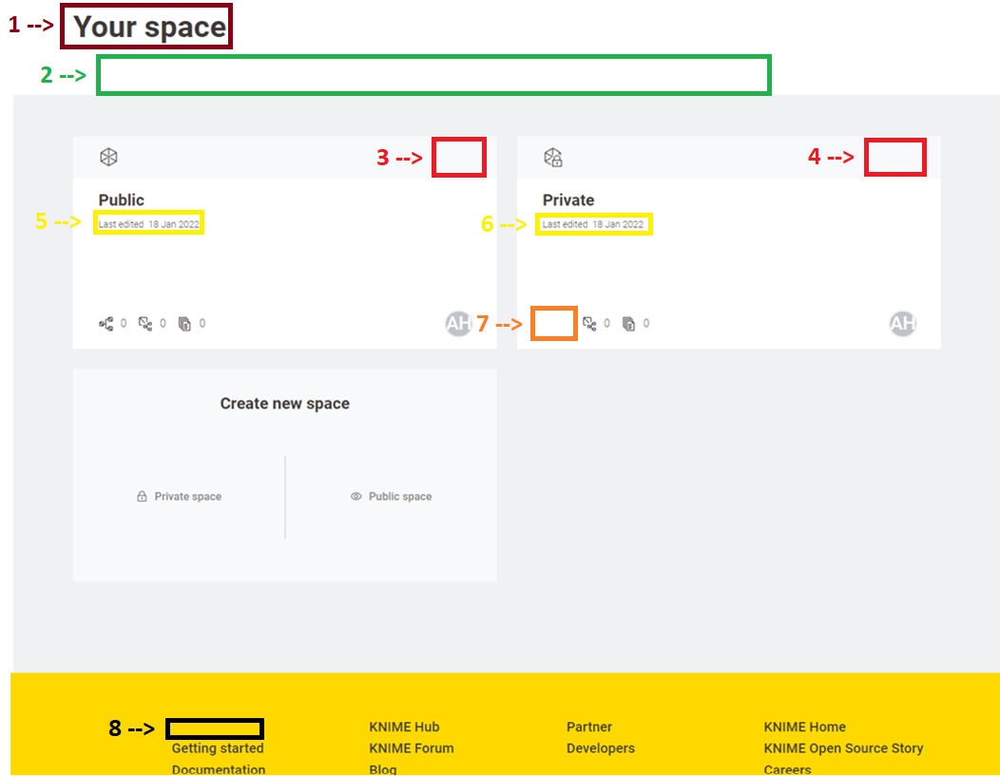 1 --> Your space
2 -->
3 -->
4 -->
Public
Private
5 --> Last edited 18 Jan 2022
6 --> Last edited 18 Jan 2022
0 0 0 AH
7 --> 0 0 AH
Create new space
Private space
Public space
8 -->
KNIME Hub
Partner
KNIME Home
Getting started
KNIME Forum
Developers
KNIME Open Source Story
Documentation
Blog
Careers